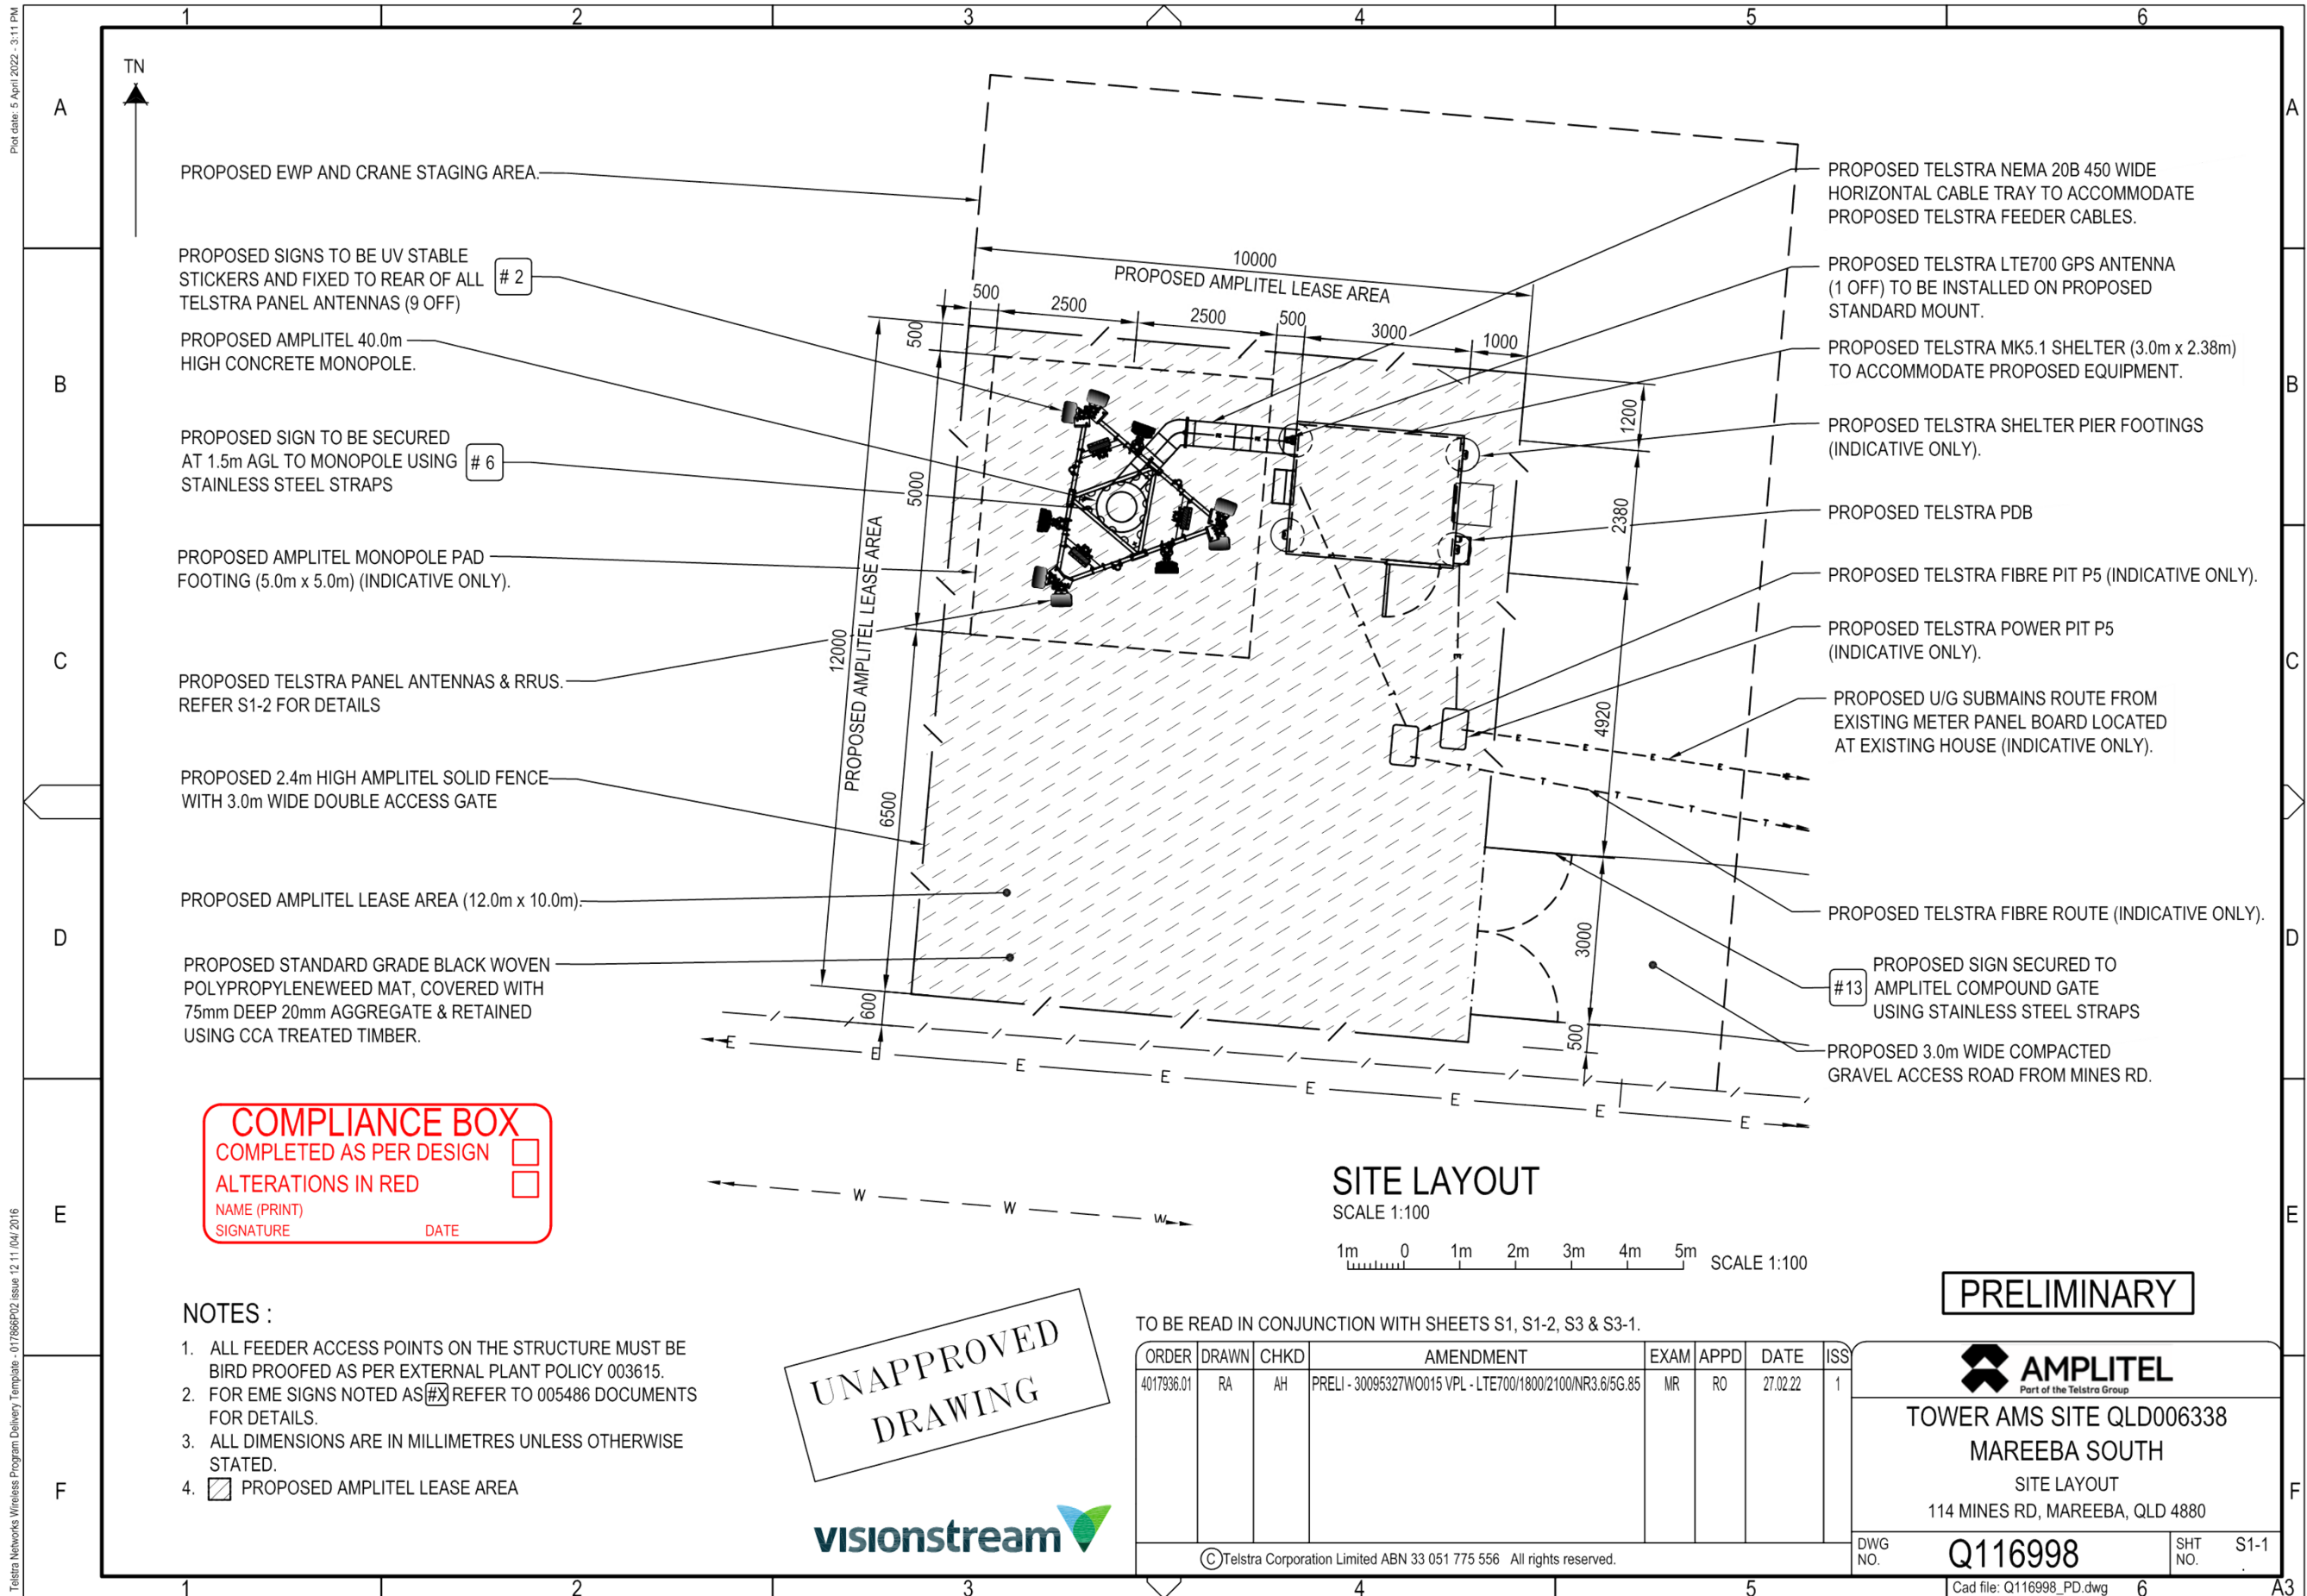 Plot date: 5 April 2022 - 3:11 PM
Telstra Networks Wireless Program Delivery Template - 017866P02 issue 12 11 /04/ 2016
1 2 3 4 5 6
A A
B B
C C
D D
E E
F F
TN
PROPOSED EWP AND CRANE STAGING AREA.
PROPOSED SIGNS TO BE UV STABLE
STICKERS AND FIXED TO REAR OF ALL # 2
TELSTRA PANEL ANTENNAS (9 OFF)
PROPOSED AMPLITEL 40.0m
HIGH CONCRETE MONOPOLE.
PROPOSED SIGN TO BE SECURED
AT 1.5m AGL TO MONOPOLE USING # 6
STAINLESS STEEL STRAPS
PROPOSED AMPLITEL MONOPOLE PAD
FOOTING (5.0m x 5.0m) (INDICATIVE ONLY).
PROPOSED TELSTRA PANEL ANTENNAS & RRUS.
REFER S1-2 FOR DETAILS
PROPOSED 2.4m HIGH AMPLITEL SOLID FENCE
WITH 3.0m WIDE DOUBLE ACCESS GATE
PROPOSED AMPLITEL LEASE AREA (12.0m x 10.0m).
PROPOSED STANDARD GRADE BLACK WOVEN
POLYPROPYLENEWEED MAT, COVERED WITH
75mm DEEP 20mm AGGREGATE & RETAINED
USING CCA TREATED TIMBER.
10000
PROPOSED AMPLITEL LEASE AREA
500 2500 2500 500 3000 1000
500
5000
12000
PROPOSED AMPLITEL LEASE AREA
6500
600
1200
2380
4920
3000
500
E
T T
E E E E
T T T T
E E E E E E E E
W W W
PROPOSED TELSTRA NEMA 20B 450 WIDE
HORIZONTAL CABLE TRAY TO ACCOMMODATE
PROPOSED TELSTRA FEEDER CABLES.
PROPOSED TELSTRA LTE700 GPS ANTENNA
(1 OFF) TO BE INSTALLED ON PROPOSED
STANDARD MOUNT.
PROPOSED TELSTRA MK5.1 SHELTER (3.0m x 2.38m)
TO ACCOMMODATE PROPOSED EQUIPMENT.
PROPOSED TELSTRA SHELTER PIER FOOTINGS
(INDICATIVE ONLY).
PROPOSED TELSTRA PDB
PROPOSED TELSTRA FIBRE PIT P5 (INDICATIVE ONLY).
PROPOSED TELSTRA POWER PIT P5
(INDICATIVE ONLY).
PROPOSED U/G SUBMAINS ROUTE FROM
EXISTING METER PANEL BOARD LOCATED
AT EXISTING HOUSE (INDICATIVE ONLY).
PROPOSED TELSTRA FIBRE ROUTE (INDICATIVE ONLY).
PROPOSED SIGN SECURED TO
#13 AMPLITEL COMPOUND GATE
USING STAINLESS STEEL STRAPS
PROPOSED 3.0m WIDE COMPACTED
GRAVEL ACCESS ROAD FROM MINES RD.
COMPLIANCE BOX
COMPLETED AS PER DESIGN
ALTERATIONS IN RED
NAME (PRINT)
SIGNATURE DATE
SITE LAYOUT
SCALE 1:100
1m 0 1m 2m 3m 4m 5m SCALE 1:100
NOTES :
1. ALL FEEDER ACCESS POINTS ON THE STRUCTURE MUST BE
BIRD PROOFED AS PER EXTERNAL PLANT POLICY 003615.
2. FOR EME SIGNS NOTED AS #X REFER TO 005486 DOCUMENTS
FOR DETAILS.
3. ALL DIMENSIONS ARE IN MILLIMETRES UNLESS OTHERWISE
STATED.
4. PROPOSED AMPLITEL LEASE AREA
UNAPPROVED
DRAWING
visionstream
PRELIMINARY
TO BE READ IN CONJUNCTION WITH SHEETS S1, S1-2, S3 & S3-1.
ORDER DRAWN CHKD AMENDMENT EXAM APPD DATE ISS
4017936.01 RA AH PRELI - 30095327WO015 VPL - LTE700/1800/2100/NR3.6/5G.85 MR RO 27.02.22 1
© Telstra Corporation Limited ABN 33 051 775 556 All rights reserved.
AMPLITEL
Part of the Telstra Group
TOWER AMS SITE QLD006338
MAREEBA SOUTH
SITE LAYOUT
114 MINES RD, MAREEBA, QLD 4880
DWG NO. Q116998 SHT NO. S1-1
1 2 3 4 5 6
Cad file: Q116998_PD.dwg A3